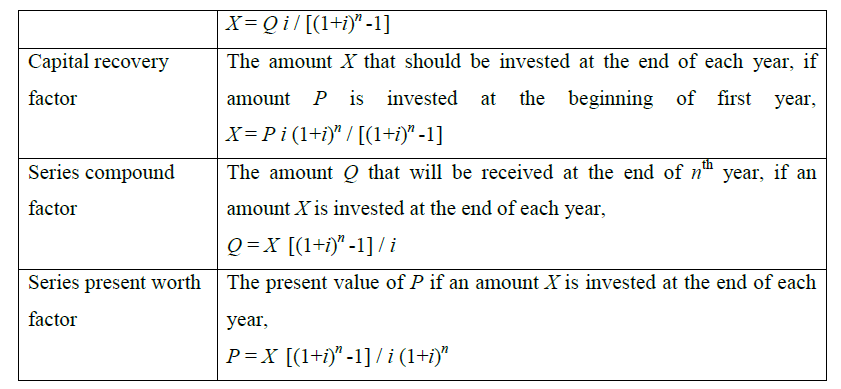 X = Q i / [(1+i)ⁿ -1]
Capital recovery
factor
The amount X that should be invested at the end of each year, if
amount P is invested at the beginning of first year,
X = P i (1+i)ⁿ / [(1+i)ⁿ -1]
Series compound
factor
The amount Q that will be received at the end of nᵗʰ year, if an
amount X is invested at the end of each year,
Q = X [(1+i)ⁿ -1] / i
Series present worth
factor
The present value of P if an amount X is invested at the end of each
year,
P = X [(1+i)ⁿ -1] / i (1+i)ⁿ